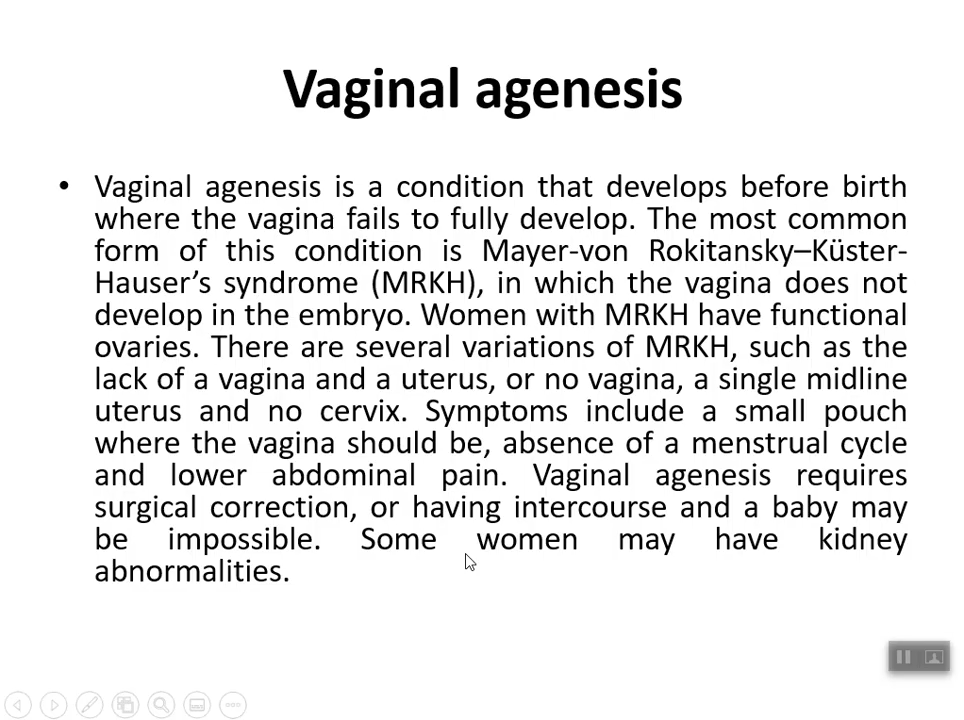 Vaginal agenesis
• Vaginal agenesis is a condition that develops before birth
where the vagina fails to fully develop. The most common
form of this condition is Mayer-von Rokitansky–Küster-
Hauser’s syndrome (MRKH), in which the vagina does not
develop in the embryo. Women with MRKH have functional
ovaries. There are several variations of MRKH, such as the
lack of a vagina and a uterus, or no vagina, a single midline
uterus and no cervix. Symptoms include a small pouch
where the vagina should be, absence of a menstrual cycle
and lower abdominal pain. Vaginal agenesis requires
surgical correction, or having intercourse and a baby may
be impossible. Some women may have kidney
abnormalities.